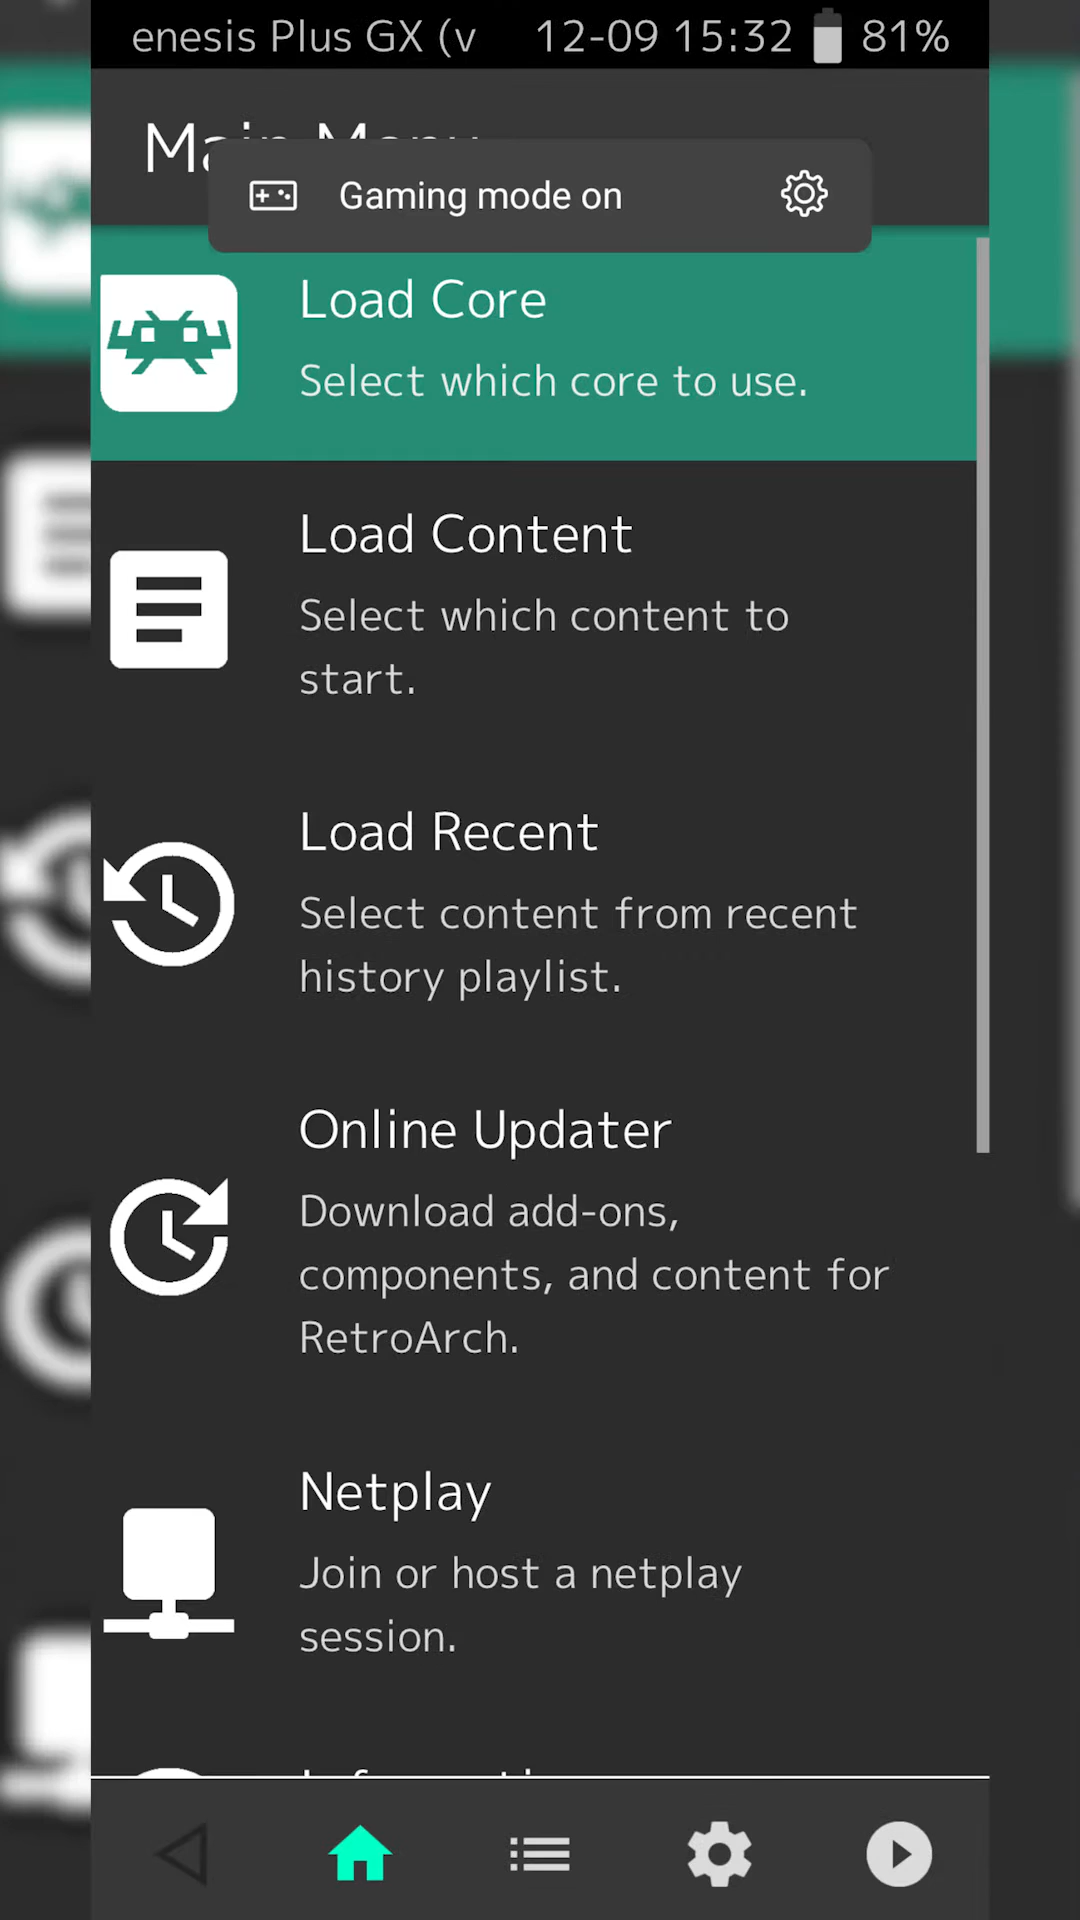 enesis Plus GX (v 12-09 15:32 81%
Main Menu
Gaming mode on
Load Core
Select which core to use.
Load Content
Select which content to
start.
Load Recent
Select content from recent
history playlist.
Online Updater
Download add-ons,
components, and content for
RetroArch.
Netplay
Join or host a netplay
session.